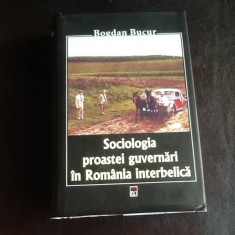 Bogdan Bucur
Sociologia
proastei guvernări
în România interbelică